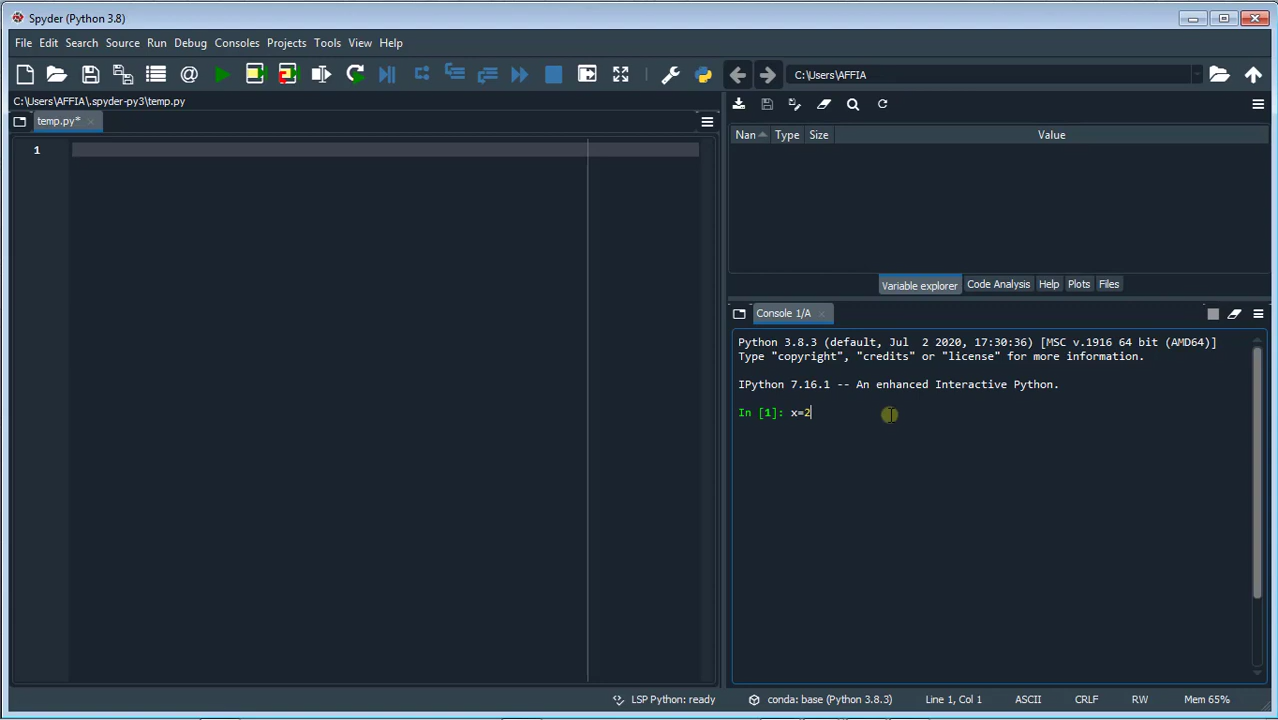 Spyder (Python 3.8)
File Edit Search Source Run Debug Consoles Projects Tools View Help
C:\Users\AFFIA
C:\Users\AFFIA\.spyder-py3\temp.py
temp.py*
1
Nan Type Size Value
Variable explorer Code Analysis Help Plots Files
Console 1/A
Python 3.8.3 (default, Jul  2 2020, 17:30:36) [MSC v.1916 64 bit (AMD64)]
Type "copyright", "credits" or "license" for more information.
IPython 7.16.1 -- An enhanced Interactive Python.
In [1]: x=2
LSP Python: ready conda: base (Python 3.8.3) Line 1, Col 1 ASCII CRLF RW Mem 65%